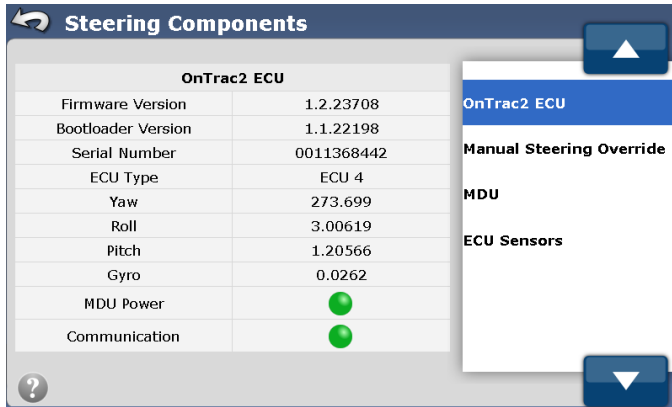 Steering Components
OnTrac2 ECU
Firmware Version 1.2.23708
Bootloader Version 1.1.22198
Serial Number 0011368442
ECU Type ECU 4
Yaw 273.699
Roll 3.00619
Pitch 1.20566
Gyro 0.0262
MDU Power
Communication
?
OnTrac2 ECU
Manual Steering Override
MDU
ECU Sensors